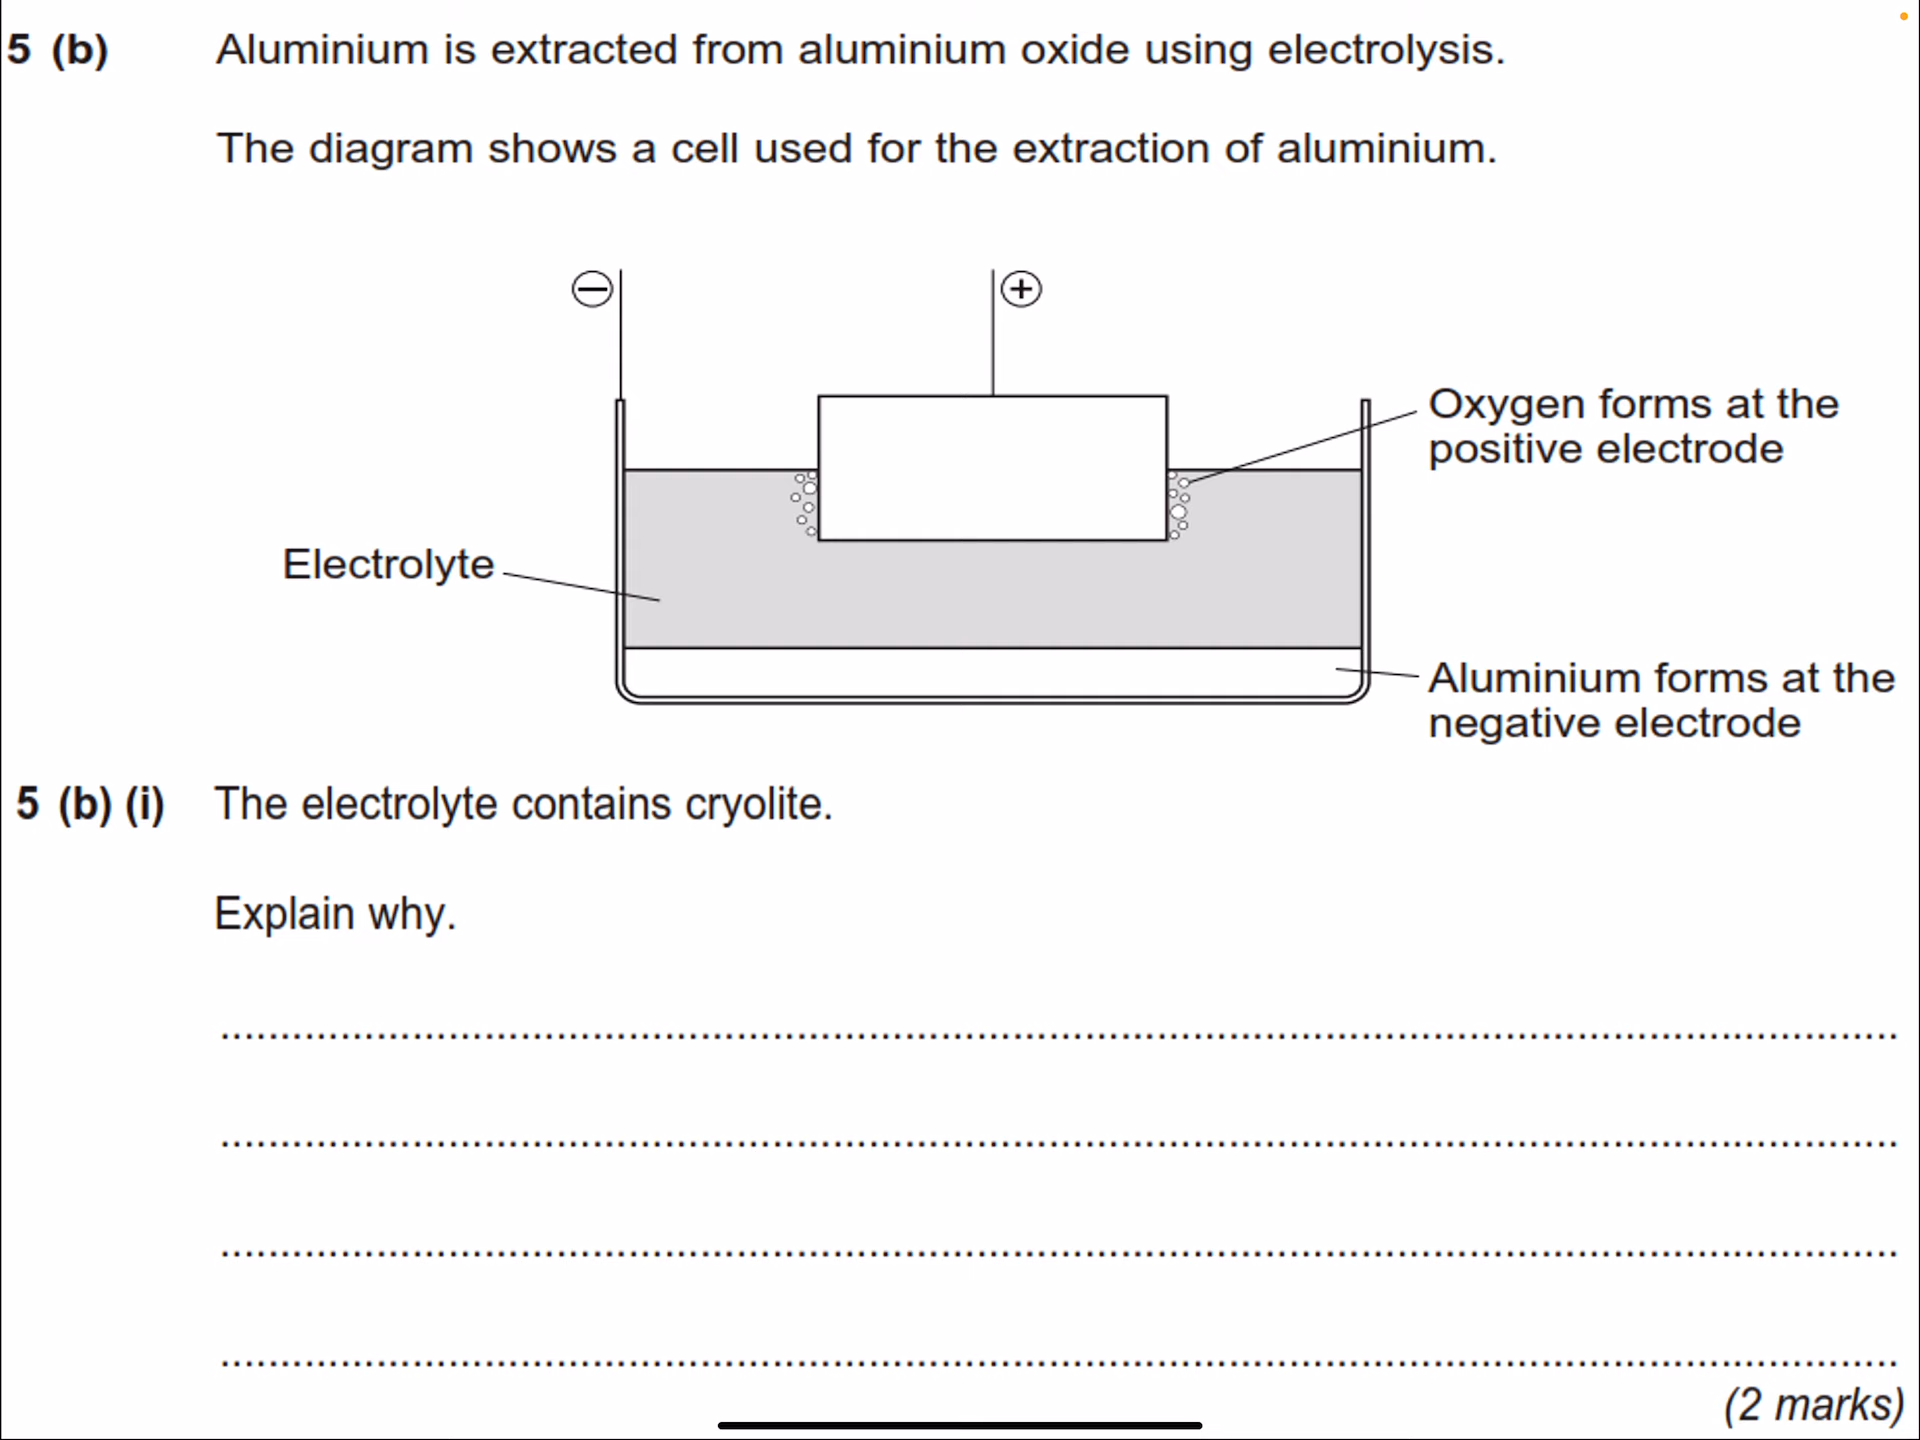 5 (b) Aluminium is extracted from aluminium oxide using electrolysis.
The diagram shows a cell used for the extraction of aluminium.
− +
Oxygen forms at the
positive electrode
Electrolyte
Aluminium forms at the
negative electrode
5 (b) (i) The electrolyte contains cryolite.
Explain why.
(2 marks)